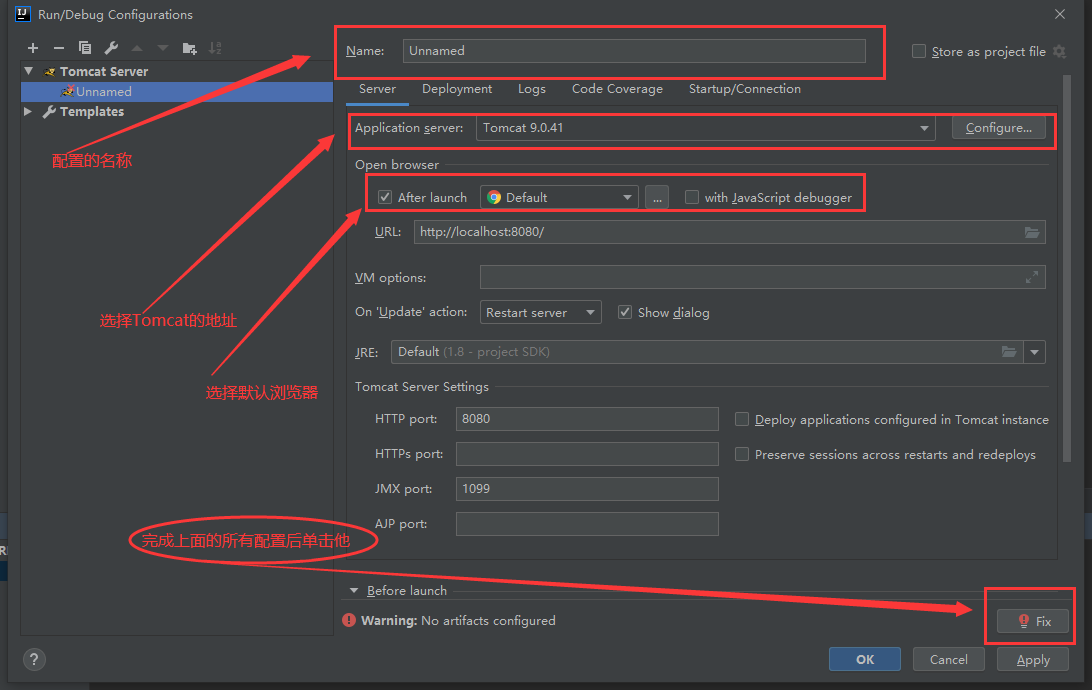 Run/Debug Configurations
Name: Unnamed
Store as project file
Tomcat Server
Unnamed
Templates
Server Deployment Logs Code Coverage Startup/Connection
配置的名称
Application server: Tomcat 9.0.41 Configure...
Open browser
After launch Default ... with JavaScript debugger
URL: http://localhost:8080/
VM options:
On 'Update' action: Restart server Show dialog
选择Tomcat的地址
JRE: Default (1.8 - project SDK)
选择默认浏览器
Tomcat Server Settings
HTTP port: 8080 Deploy applications configured in Tomcat instance
HTTPs port: Preserve sessions across restarts and redeploys
JMX port: 1099
AJP port:
完成上面的所有配置后单击他
Before launch
Warning: No artifacts configured
Fix
? OK Cancel Apply